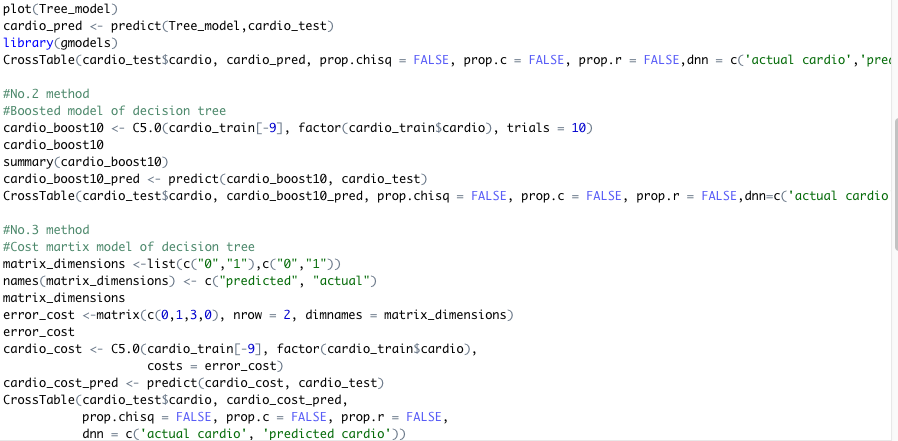 plot(Tree_model)
cardio_pred <- predict(Tree_model,cardio_test)
library(gmodels)
CrossTable(cardio_test$cardio, cardio_pred, prop.chisq = FALSE, prop.c = FALSE, prop.r = FALSE,dnn = c('actual cardio','pred
#No.2 method
#Boosted model of decision tree
cardio_boost10 <- C5.0(cardio_train[-9], factor(cardio_train$cardio), trials = 10)
cardio_boost10
summary(cardio_boost10)
cardio_boost10_pred <- predict(cardio_boost10, cardio_test)
CrossTable(cardio_test$cardio, cardio_boost10_pred, prop.chisq = FALSE, prop.c = FALSE, prop.r = FALSE,dnn=c('actual cardio
#No.3 method
#Cost martix model of decision tree
matrix_dimensions <-list(c("0","1"),c("0","1"))
names(matrix_dimensions) <- c("predicted", "actual")
matrix_dimensions
error_cost <-matrix(c(0,1,3,0), nrow = 2, dimnames = matrix_dimensions)
error_cost
cardio_cost <- C5.0(cardio_train[-9], factor(cardio_train$cardio),
costs = error_cost)
cardio_cost_pred <- predict(cardio_cost, cardio_test)
CrossTable(cardio_test$cardio, cardio_cost_pred,
prop.chisq = FALSE, prop.c = FALSE, prop.r = FALSE,
dnn = c('actual cardio', 'predicted cardio'))